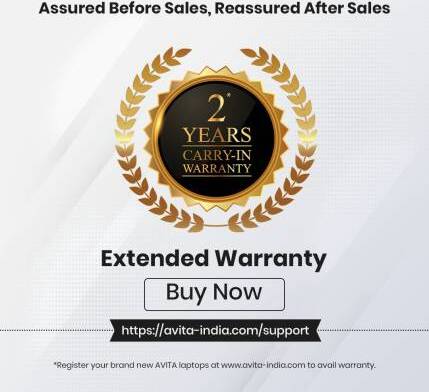 Assured Before Sales, Reassured After Sales
2*
YEARS
CARRY-IN
WARRANTY
Extended Warranty
Buy Now
https://avita-india.com/support
*Register your brand new AVITA laptops at www.avita-india.com to avail warranty.